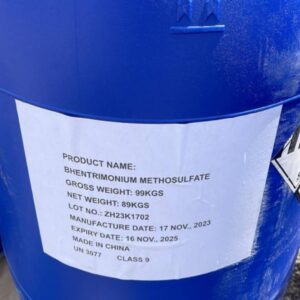 PRODUCT NAME:
BHENTRIMONIUM METHOSULFATE
GROSS WEIGHT: 99KGS
NET WEIGHT: 89KGS
LOT NO.: ZH23K1702
MANUFACTURE DATE: 17 NOV., 2023
EXPIRY DATE: 16 NOV., 2025
MADE IN CHINA
UN 3077 CLASS 9